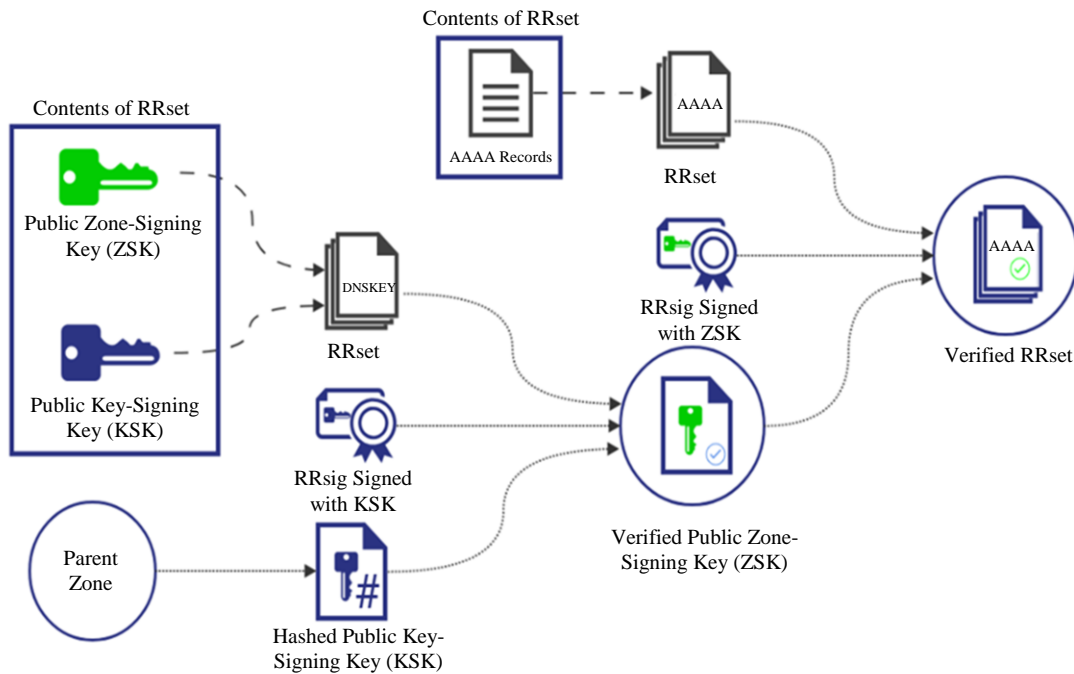 Contents of RRset
AAAA Records
AAAA
RRset
Contents of RRset
Public Zone-Signing
Key (ZSK)
Public Key-Signing
Key (KSK)
DNSKEY
RRset
RRsig Signed
with ZSK
AAAA
Verified RRset
RRsig Signed
with KSK
Verified Public Zone-
Signing Key (ZSK)
Parent
Zone
#
Hashed Public Key-
Signing Key (KSK)